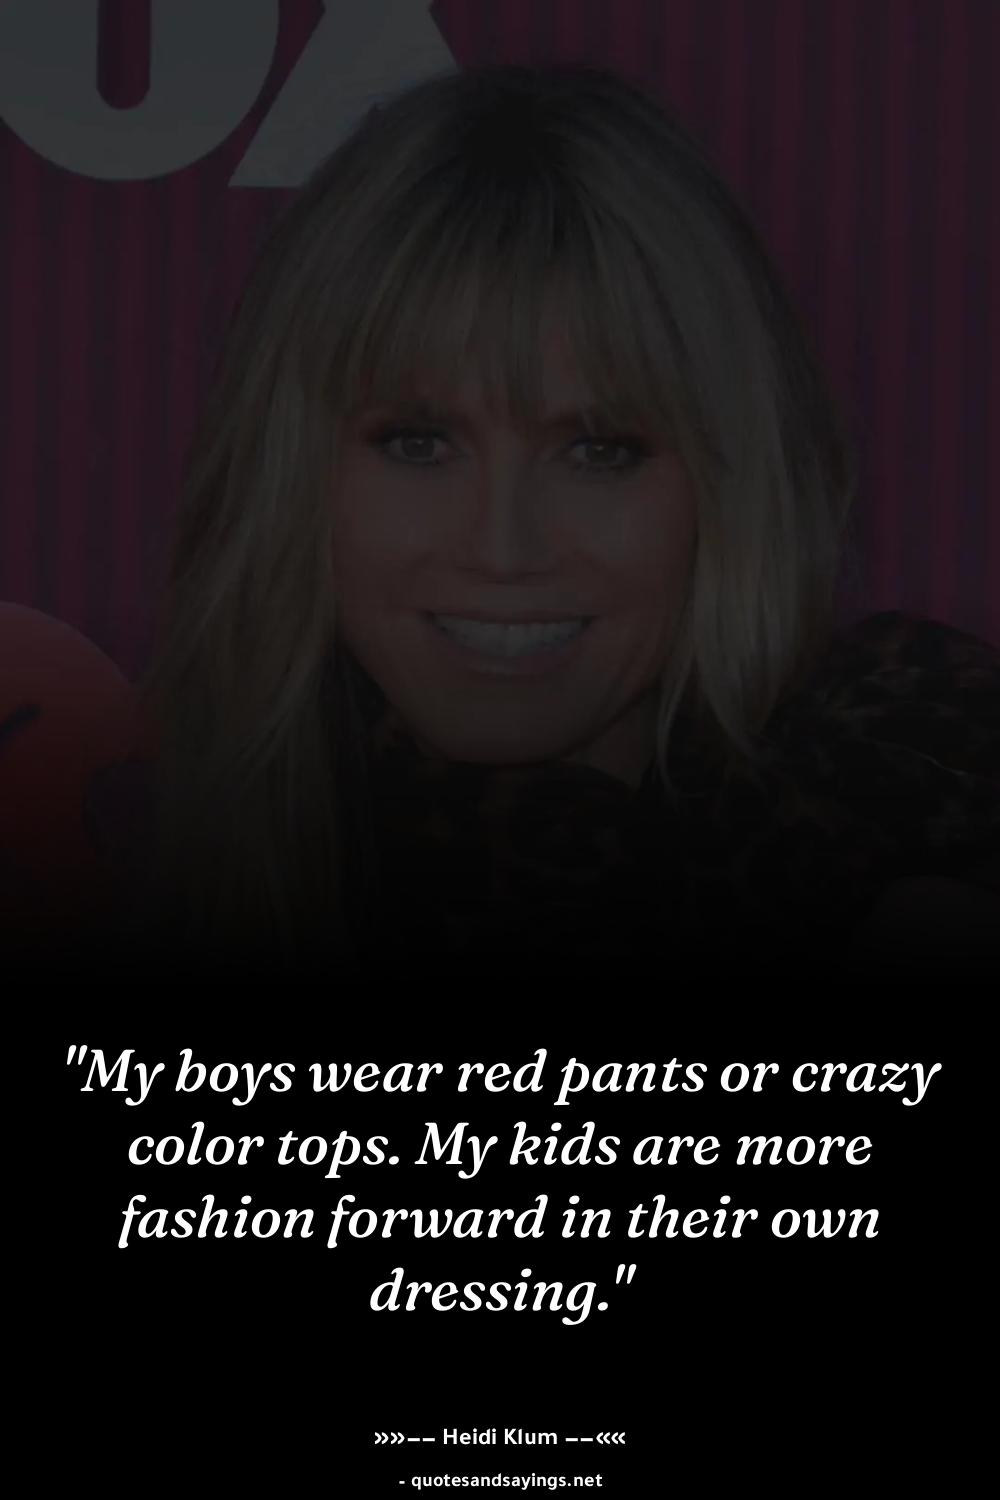 OX
"My boys wear red pants or crazy
color tops. My kids are more
fashion forward in their own
dressing."
»»−− Heidi Klum −−««
- quotesandsayings.net